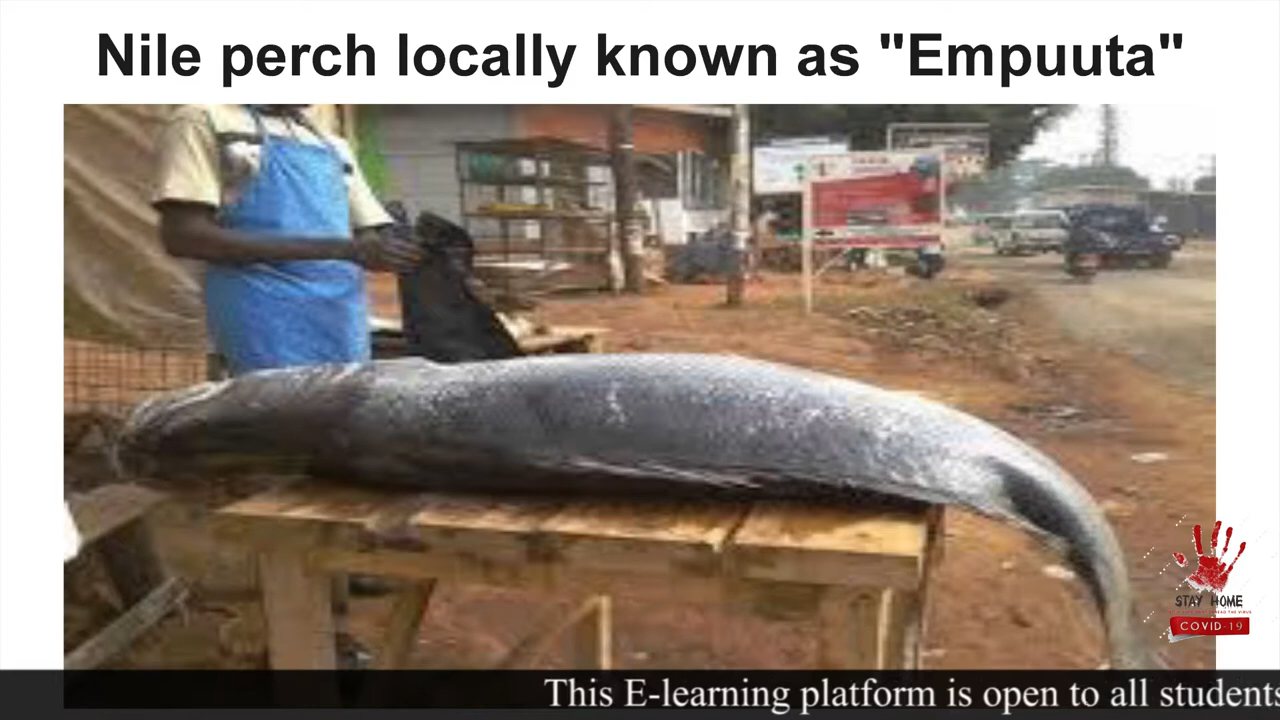 Nile perch locally known as "Empuuta"
STAY HOME
COVID-19
This E-learning platform is open to all students